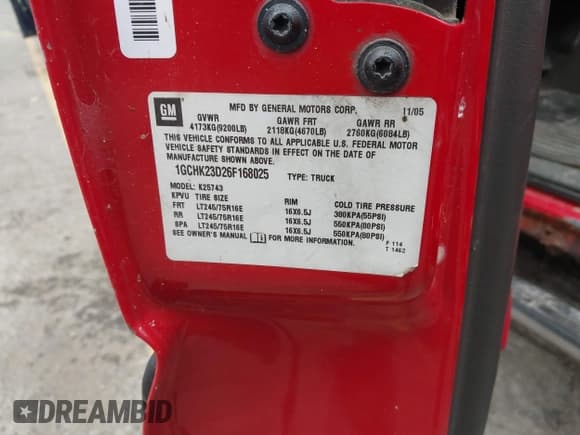 GM
MFD BY GENERAL MOTORS CORP. 11/05
GVWR GAWR FRT GAWR RR
4173KG(9200LB) 2118KG(4670LB) 2760KG(6084LB)
THIS VEHICLE CONFORMS TO ALL APPLICABLE U.S. FEDERAL MOTOR
VEHICLE SAFETY STANDARDS IN EFFECT ON THE DATE OF
MANUFACTURE SHOWN ABOVE.
1GCHK23D26F168025 TYPE: TRUCK
MODEL: K25743
KPVU TIRE SIZE RIM COLD TIRE PRESSURE
FRT LT245/75R16E 16X6.5J 380KPA(55PSI)
RR LT245/75R16E 16X6.5J 550KPA(80PSI)
SPA LT245/75R16E 16X6.5J 550KPA(80PSI)
SEE OWNER'S MANUAL FOR MORE INFORMATION.
F 114
T 1462
DREAMBID